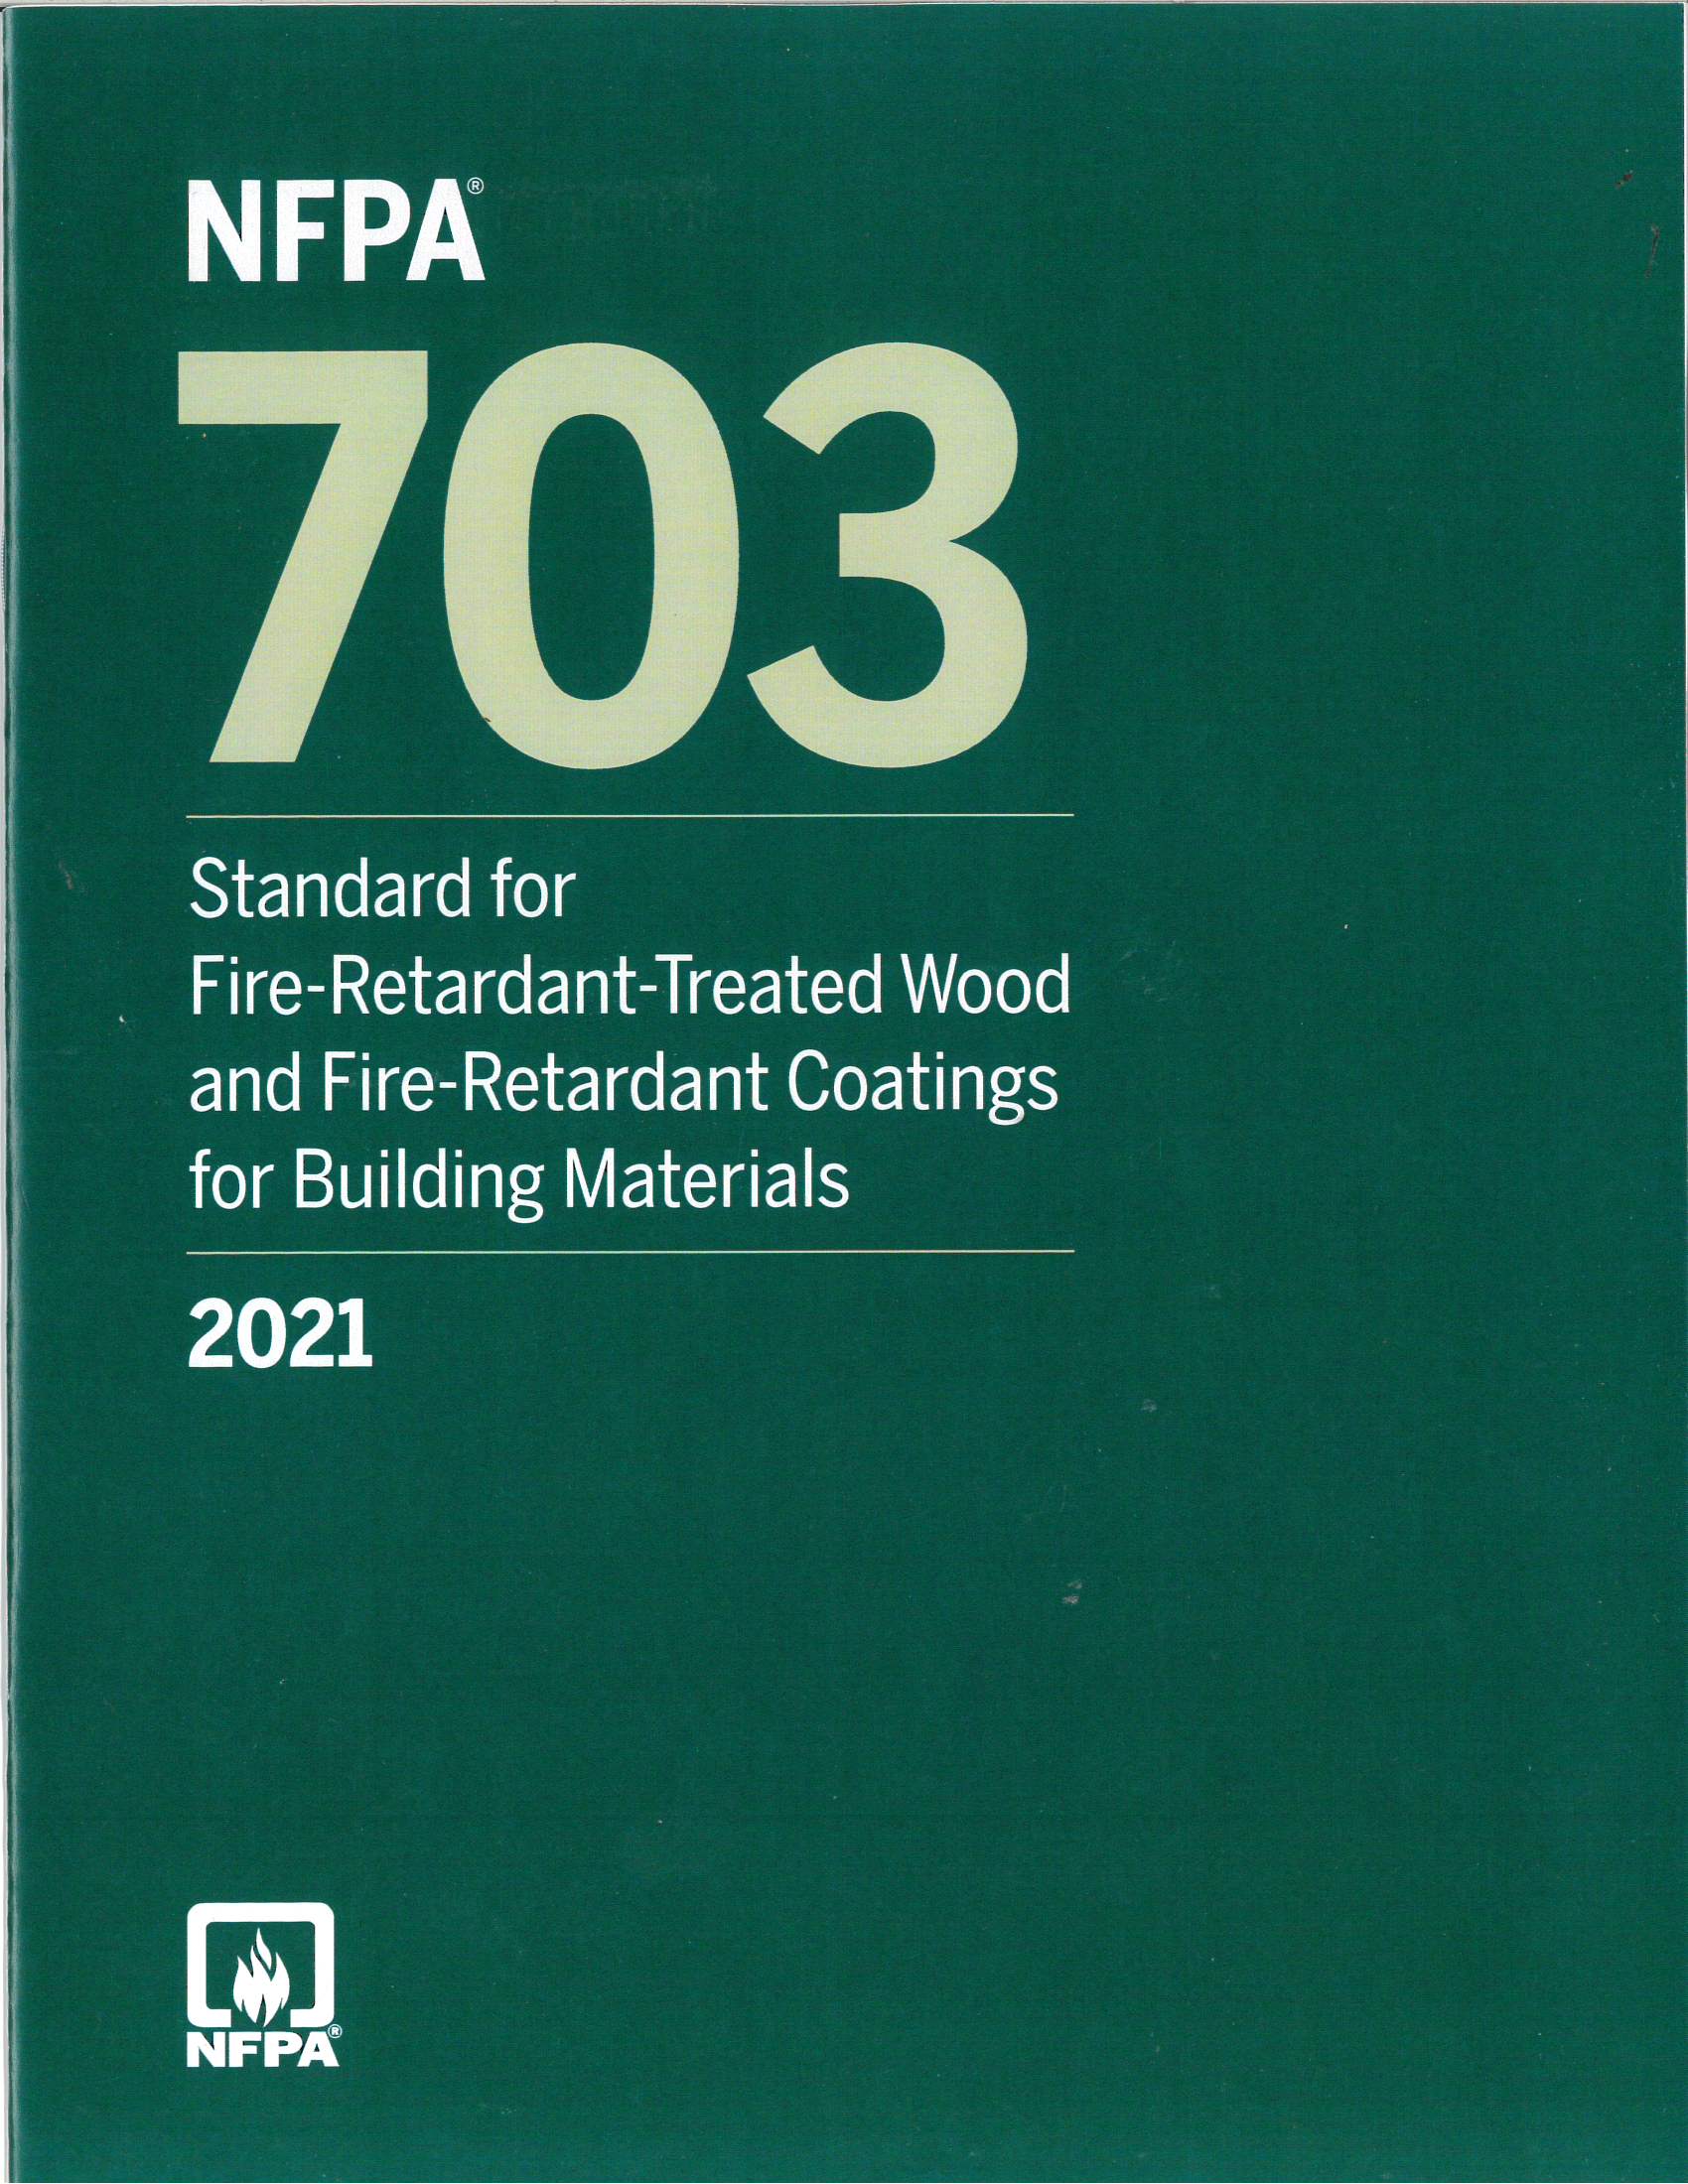 NFPA®
703
Standard for
Fire-Retardant-Treated Wood
and Fire-Retardant Coatings
for Building Materials
2021
NFPA®